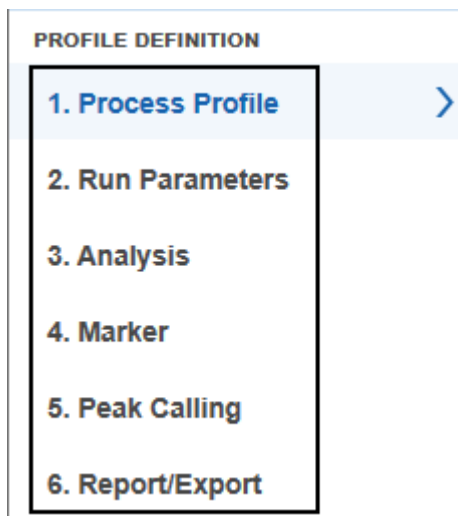 PROFILE DEFINITION
1. Process Profile
2. Run Parameters
3. Analysis
4. Marker
5. Peak Calling
6. Report/Export